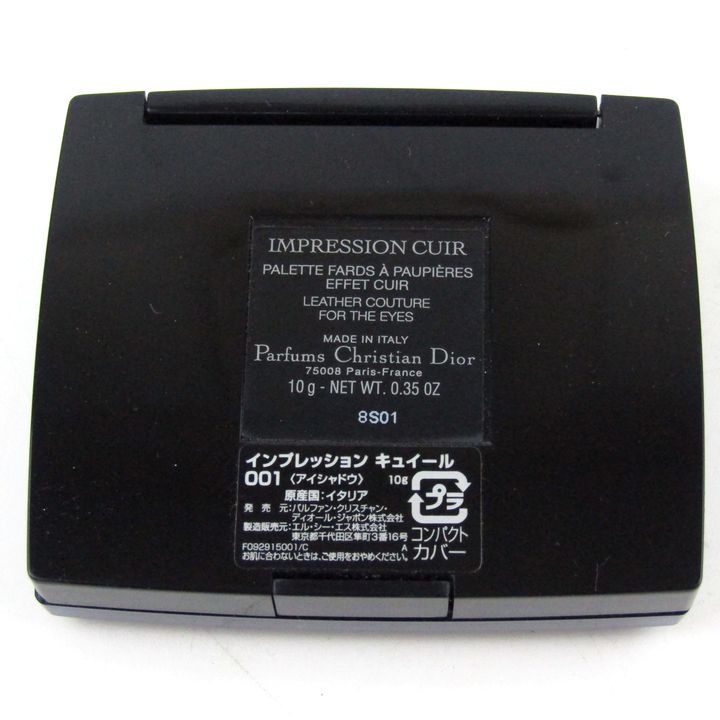 IMPRESSION CUIR
PALETTE FARDS À PAUPIÈRES
EFFET CUIR
LEATHER COUTURE
FOR THE EYES
MADE IN ITALY
Parfums Christian Dior
75008 Paris-France
10 g - NET WT. 0.35 OZ
8S01
インプレッション キュイール
001〈アイシャドウ〉 10g
原産国:イタリア
発 売 元:パルファン・クリスチャン・
ディオール・ジャポン株式会社
製造販売元:エル・シー・エス株式会社
東京都千代田区隼町3番16号
F092915001/C A
お肌に合わないときは、ご使用をおやめください。
プラ
コンパクト
カバー